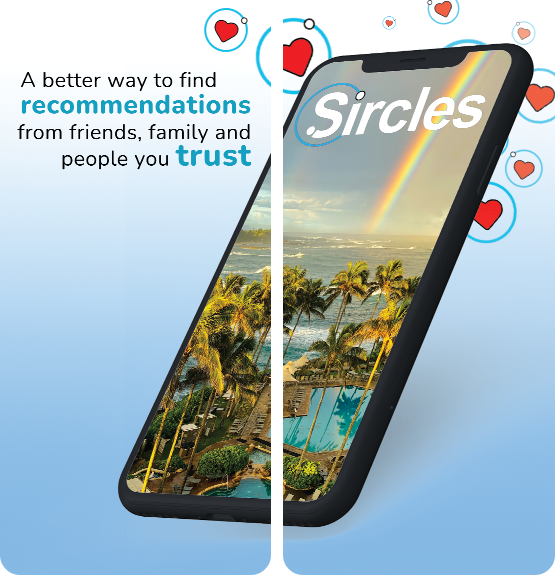 A better way to find
recommendations
from friends, family and
people you trust
Sircles